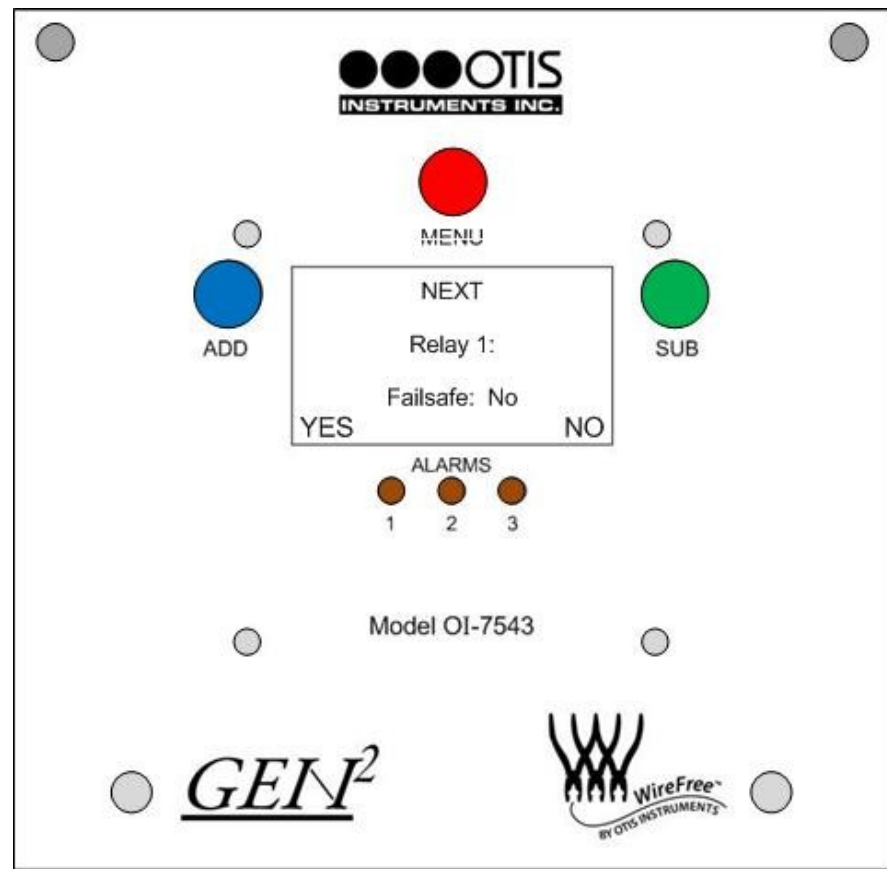 OTIS
INSTRUMENTS INC.
MENU
NEXT
ADD
Relay 1:
SUB
Failsafe: No
YES NO
ALARMS
1 2 3
Model OI-7543
GEN²
WireFree™
BY OTIS INSTRUMENTS